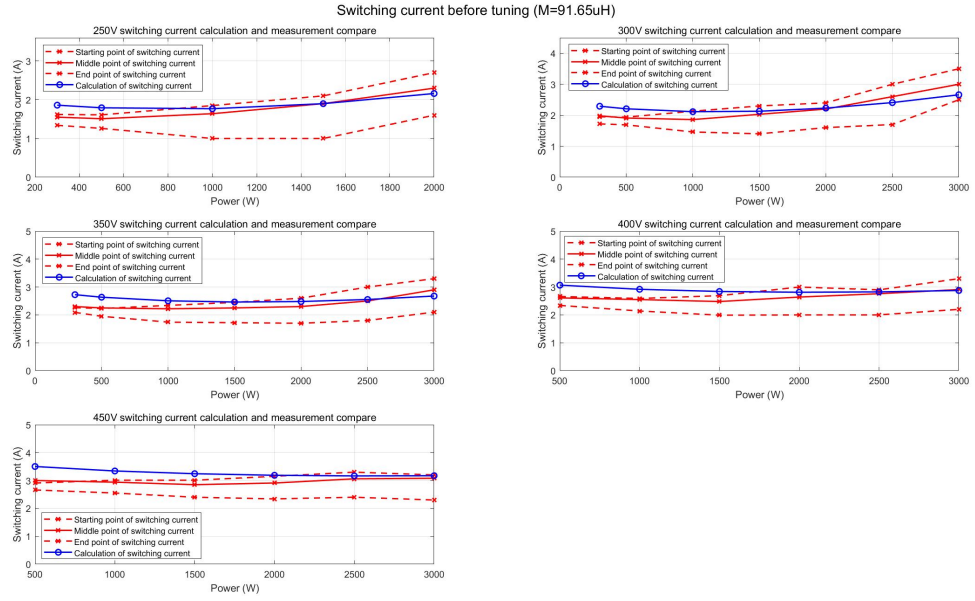 Switching current before tuning (M=91.65uH)
250V switching current calculation and measurement compare
Switching current (A)
3
2
1
0
Starting point of switching current
Middle point of switching current
End point of switching current
Calculation of switching current
200 400 600 800 1000 1200 1400 1600 1800 2000
Power (W)
300V switching current calculation and measurement compare
Switching current (A)
4
3
2
1
0
Starting point of switching current
Middle point of switching current
End point of switching current
Calculation of switching current
0 500 1000 1500 2000 2500 3000
Power (W)
350V switching current calculation and measurement compare
Switching current (A)
5
4
3
2
1
0
Starting point of switching current
Middle point of switching current
End point of switching current
Calculation of switching current
0 500 1000 1500 2000 2500 3000
Power (W)
400V switching current calculation and measurement compare
Switching current (A)
5
4
3
2
1
0
Starting point of switching current
Middle point of switching current
End point of switching current
Calculation of switching current
500 1000 1500 2000 2500 3000
Power (W)
450V switching current calculation and measurement compare
Switching current (A)
5
4
3
2
1
0
Starting point of switching current
Middle point of switching current
End point of switching current
Calculation of switching current
500 1000 1500 2000 2500 3000
Power (W)